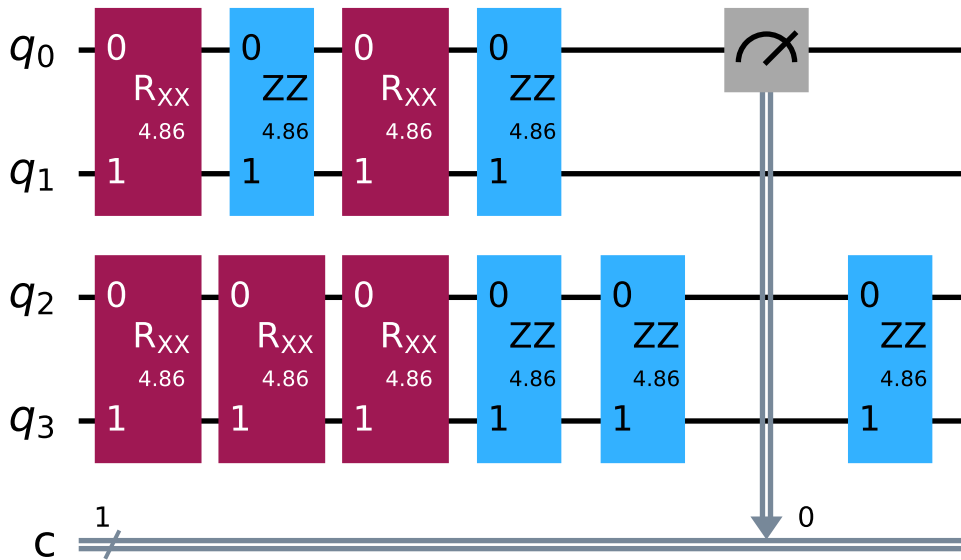 q0 0 0 0 0
RXX ZZ RXX ZZ
4.86 4.86 4.86 4.86
q1 1 1 1 1
q2 0 0 0 0 0 0
RXX RXX RXX ZZ ZZ ZZ
4.86 4.86 4.86 4.86 4.86 4.86
q3 1 1 1 1 1 1
1 0
c